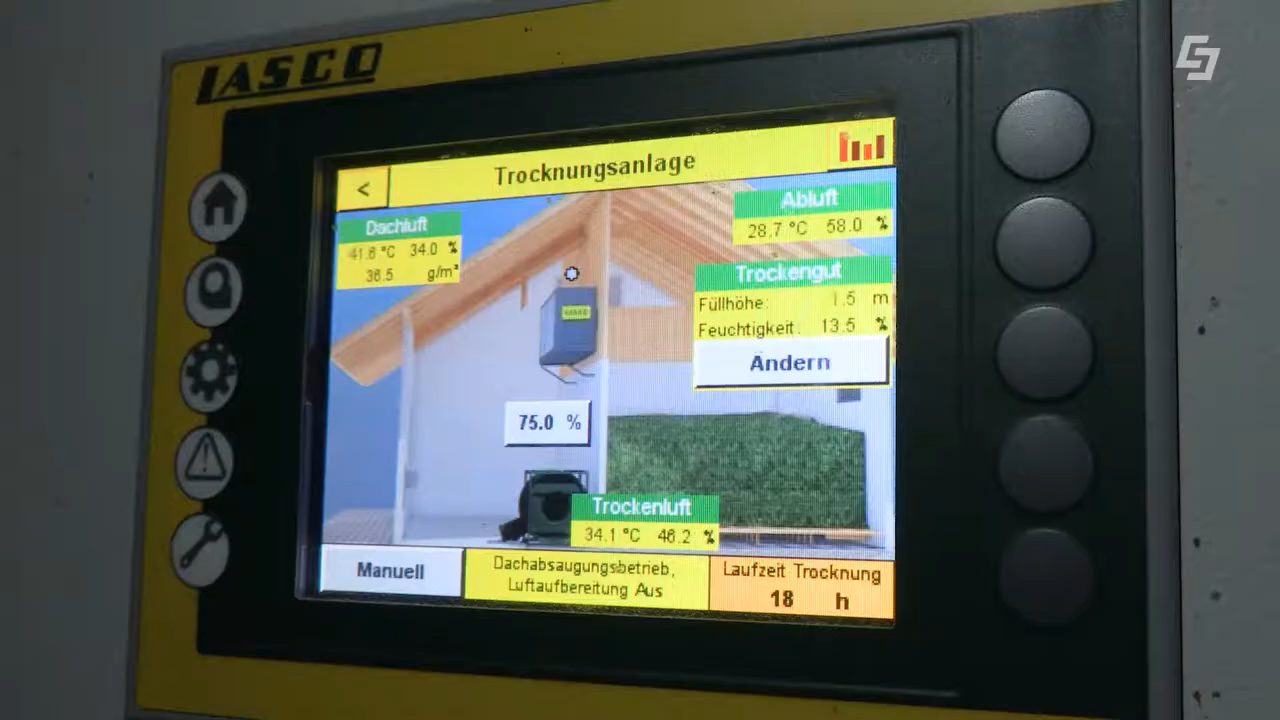 LASCO
<
Trocknungsanlage
Dachluft
41.6 °C 34.0 %
36.5 g/m³
Abluft
28.7 °C 58.0 %
Trockengut
Füllhöhe: 1.5 m
Feuchtigkeit: 13.5 %
Ändern
75.0 %
Trockenluft
34.1 °C 46.2 %
Manuell
Dachabsaugungsbetrieb,
Luftaufbereitung Aus
Laufzeit Trocknung
18 h